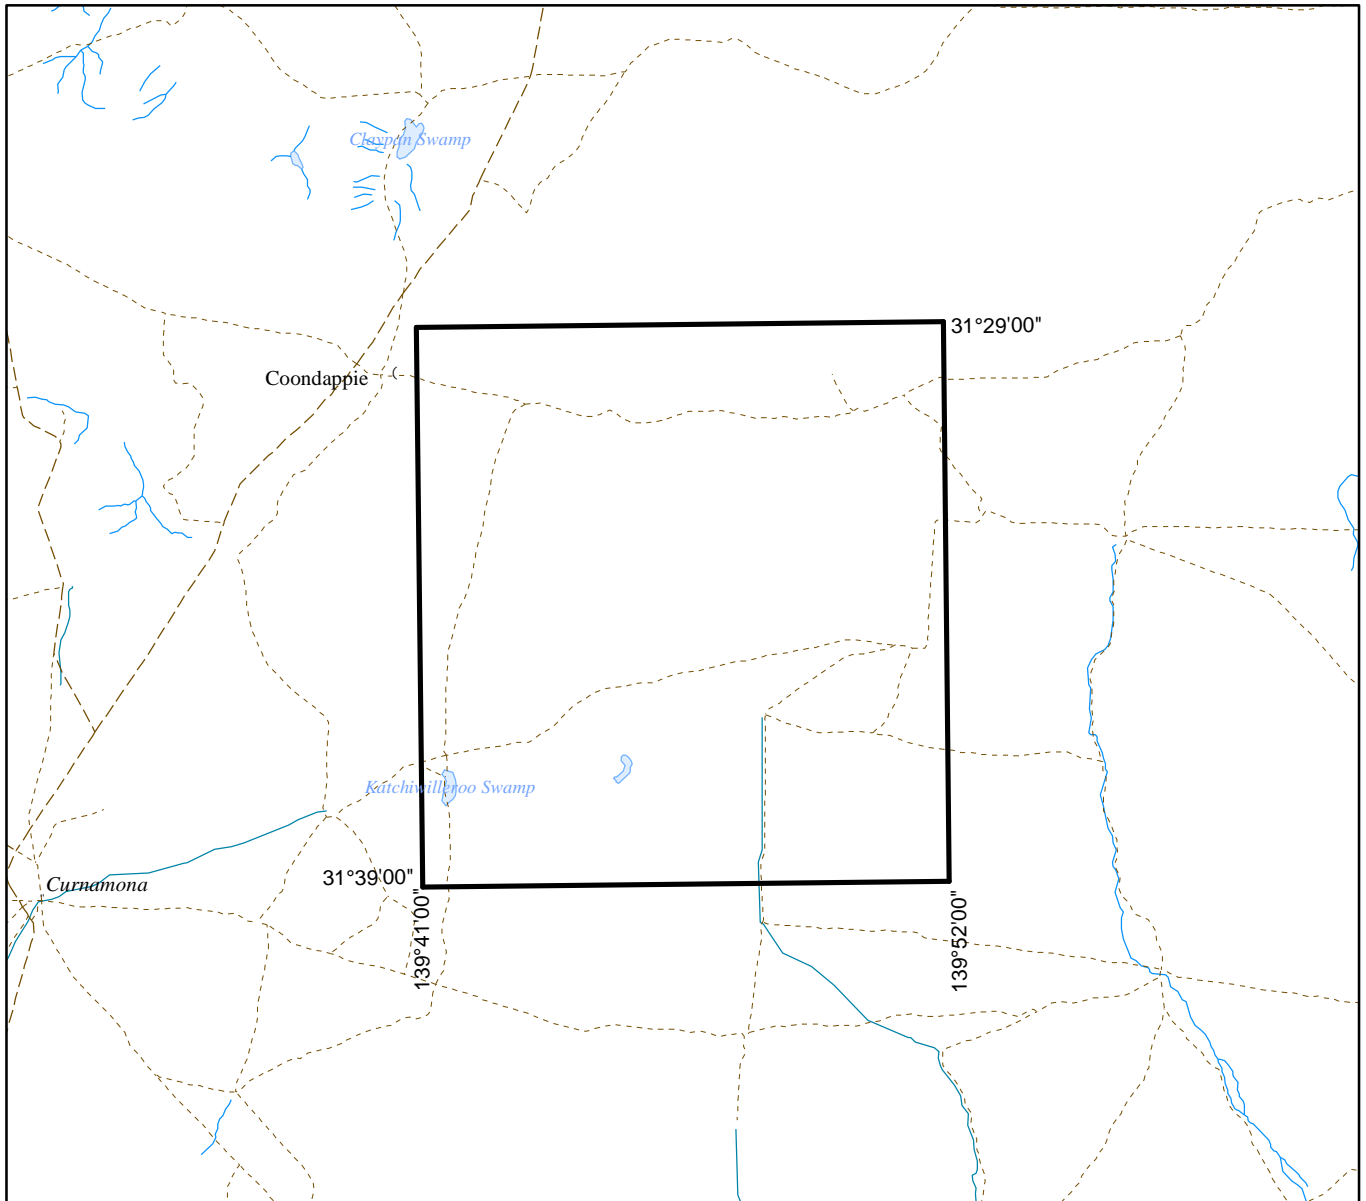 Claypan Swamp
31°29'00"
Coondappie
Katchiwilleroo Swamp
31°39'00"
Curnamona
139°41'00"
139°52'00"